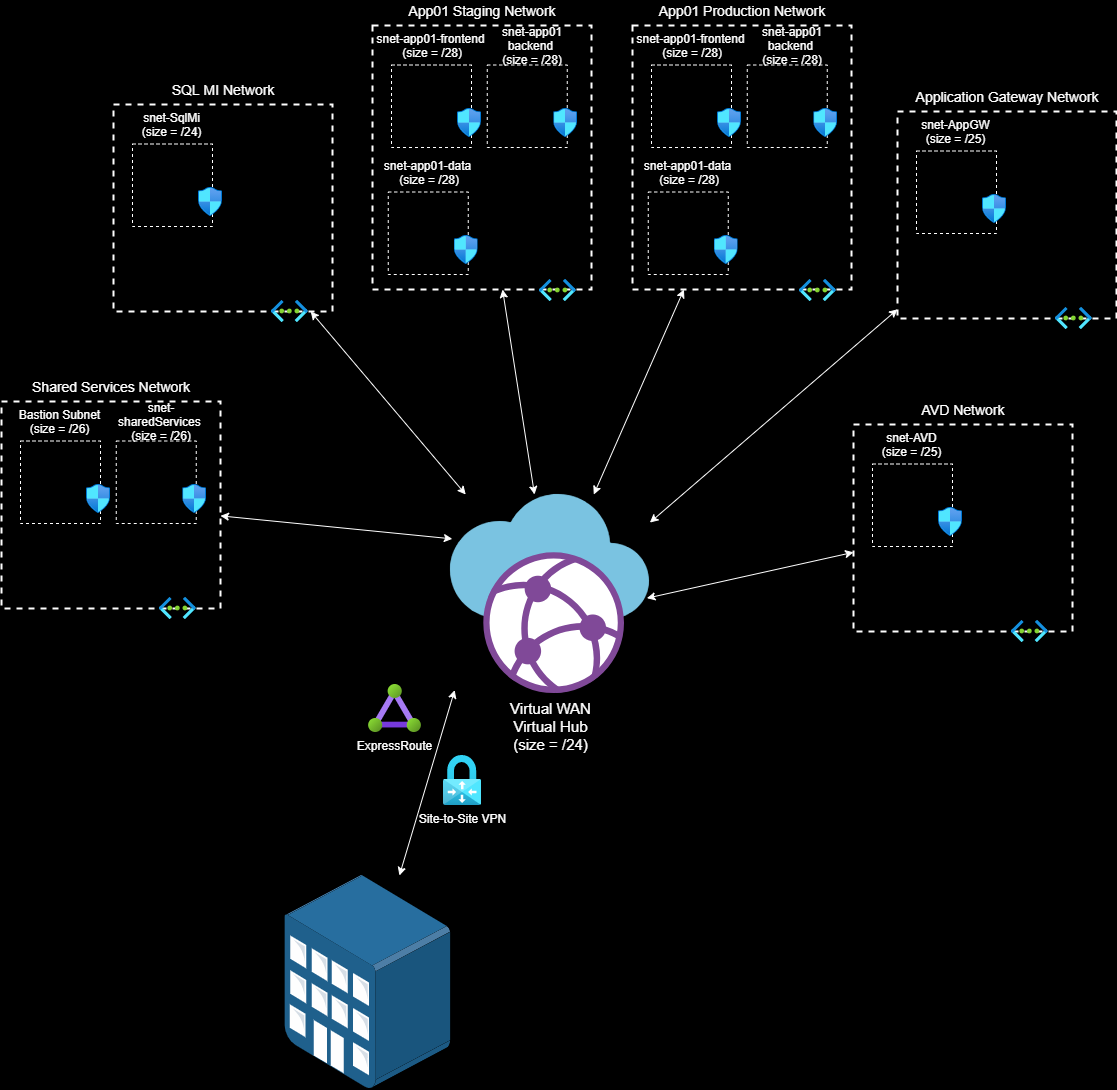 App01 Staging Network
snet-app01-frontend
(size = /28)
snet-app01
backend
(size = /28)
snet-app01-data
(size = /28)
App01 Production Network
snet-app01-frontend
(size = /28)
snet-app01
backend
(size = /28)
snet-app01-data
(size = /28)
SQL MI Network
snet-SqlMi
(size = /24)
Application Gateway Network
snet-AppGW
(size = /25)
Shared Services Network
Bastion Subnet
(size = /26)
snet-
sharedServices
(size = /26)
AVD Network
snet-AVD
(size = /25)
Virtual WAN
Virtual Hub
(size = /24)
ExpressRoute
Site-to-Site VPN